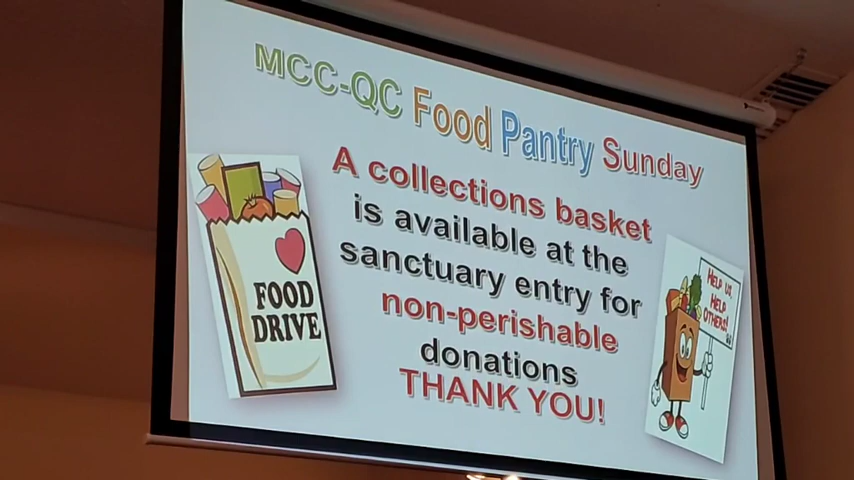 MCC-QC Food Pantry Sunday
A collections basket
is available at the
sanctuary entry for
non-perishable
donations
THANK YOU!
FOOD
DRIVE
HELP US,
HELP
OTHERS!